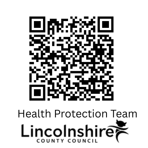 Health Protection Team
Lincolnshire
COUNTY COUNCIL